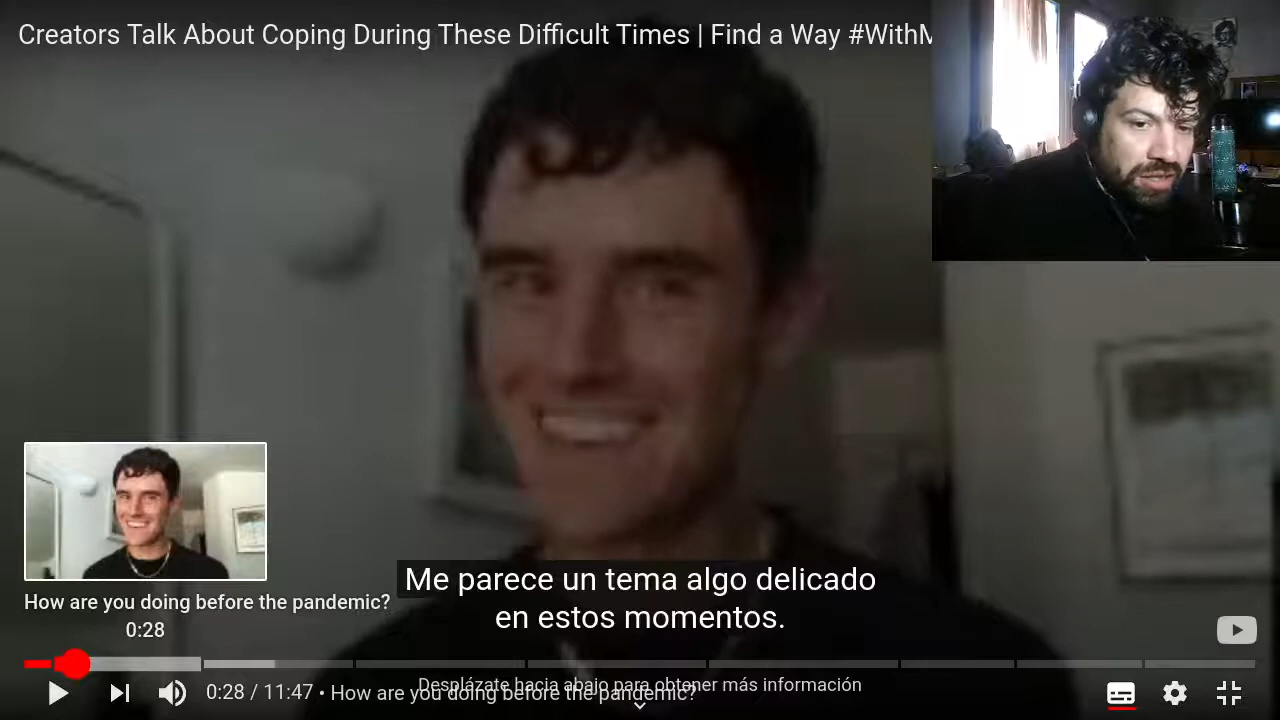 Creators Talk About Coping During These Difficult Times | Find a Way #WithM
How are you doing before the pandemic?
0:28
Me parece un tema algo delicado
en estos momentos.
Desplázate hacia abajo para obtener más información
0:28 / 11:47 • How are you doing before the pandemic?